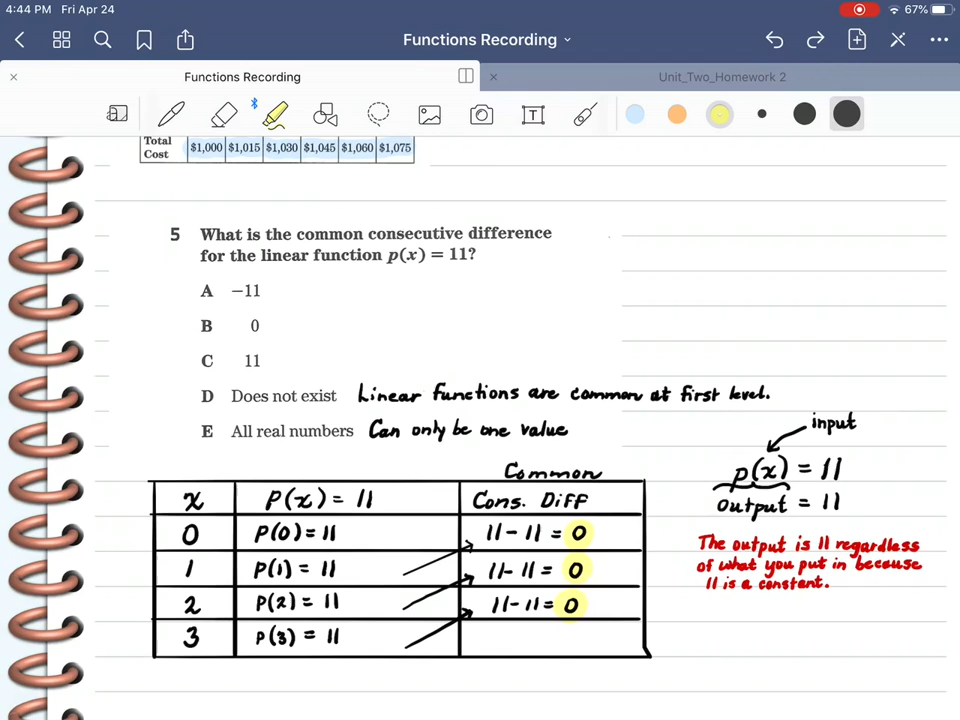 4:44 PM Fri Apr 24
67%
Functions Recording
Functions Recording
Unit_Two_Homework 2
T
Total Cost $1,000 $1,015 $1,030 $1,045 $1,060 $1,075
5 What is the common consecutive difference
for the linear function p(x) = 11?
A −11
B 0
C 11
D Does not exist Linear functions are common at first level.
E All real numbers Can only be one value
input
p(x) = 11
output = 11
The output is 11 regardless
of what you put in because
11 is a constant.
Common
x P(x) = 11 Cons. Diff
0 P(0) = 11 11 - 11 = 0
1 P(1) = 11 11 - 11 = 0
2 P(2) = 11 11 - 11 = 0
3 P(3) = 11